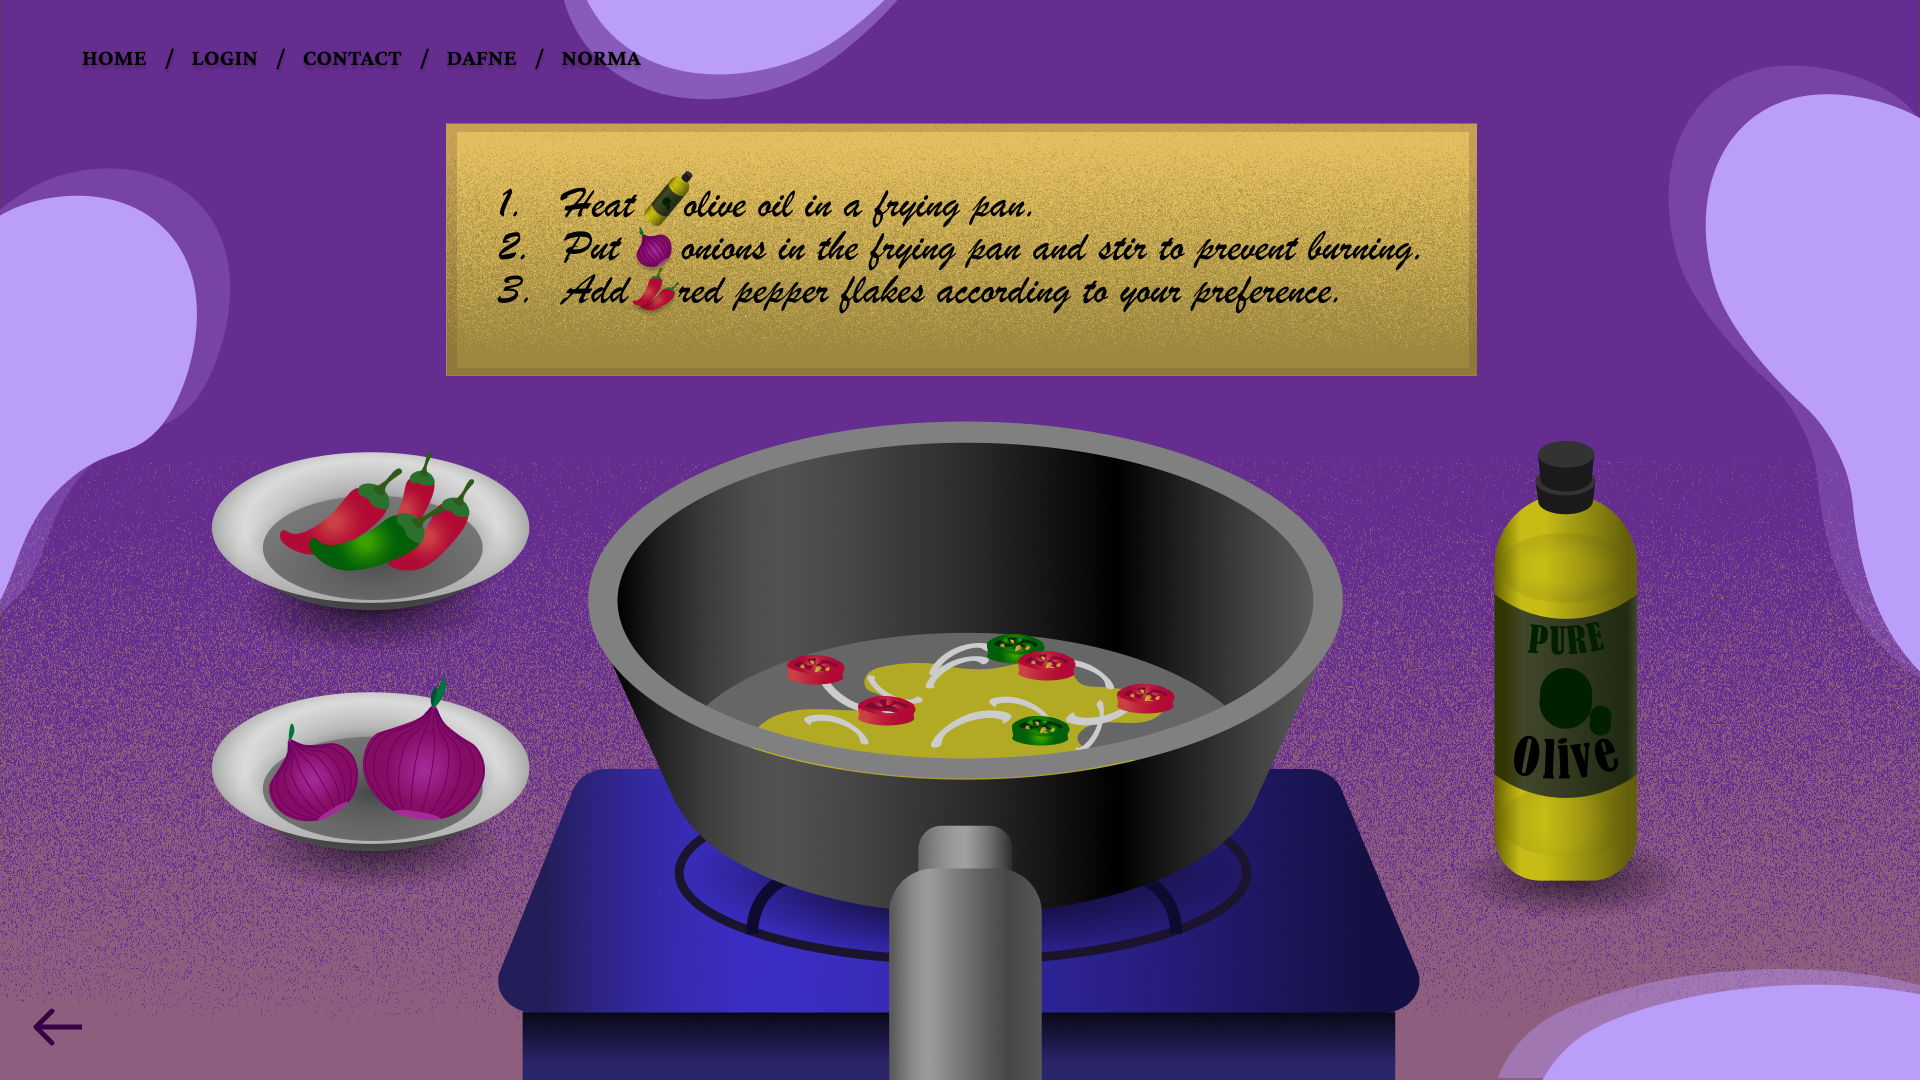 HOME / LOGIN / CONTACT / DAFNE / NORMA
1. Heat olive oil in a frying pan.
2. Put onions in the frying pan and stir to prevent burning.
3. Add red pepper flakes according to your preference.
PURE
Olive